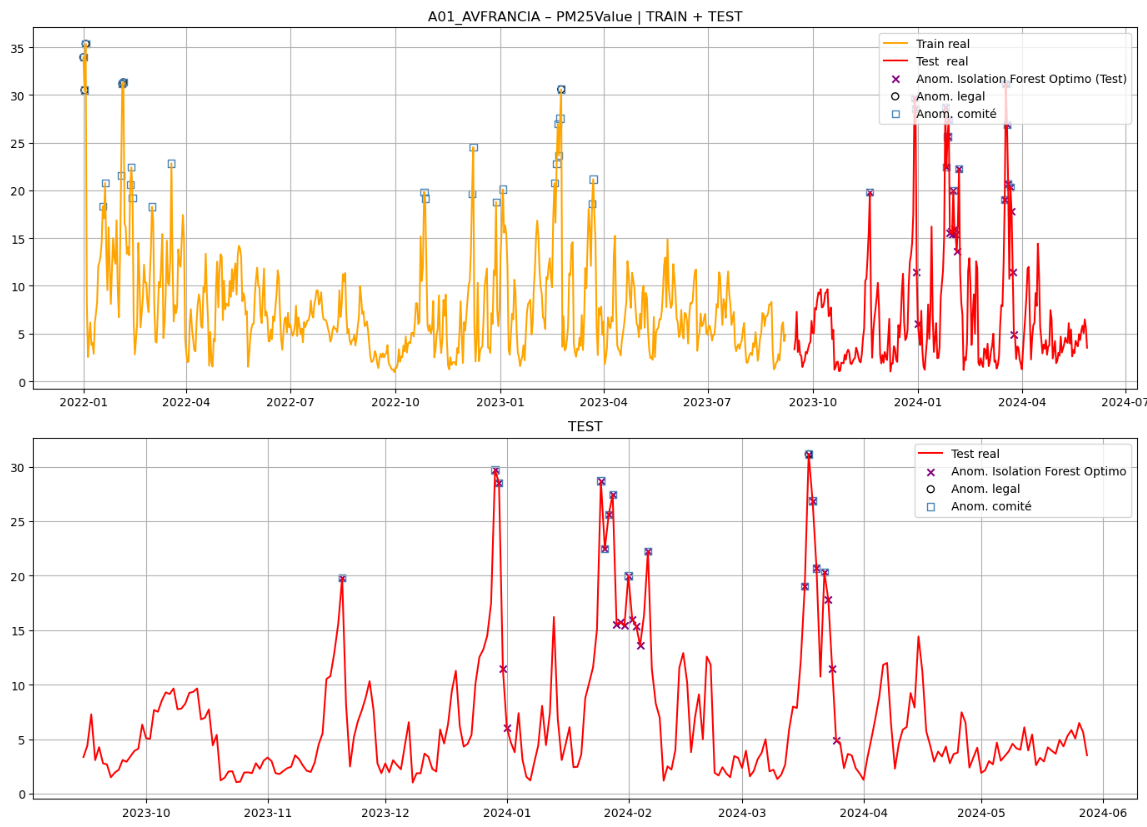 A01_AVFRANCIA – PM25Value | TRAIN + TEST
Train real
Test  real
Anom. Isolation Forest Optimo (Test)
Anom. legal
Anom. comité
35
30
25
20
15
10
5
0
2022-01 2022-04 2022-07 2022-10 2023-01 2023-04 2023-07 2023-10 2024-01 2024-04 2024-07
TEST
Test real
Anom. Isolation Forest Optimo
Anom. legal
Anom. comité
30
25
20
15
10
5
0
2023-10 2023-11 2023-12 2024-01 2024-02 2024-03 2024-04 2024-05 2024-06